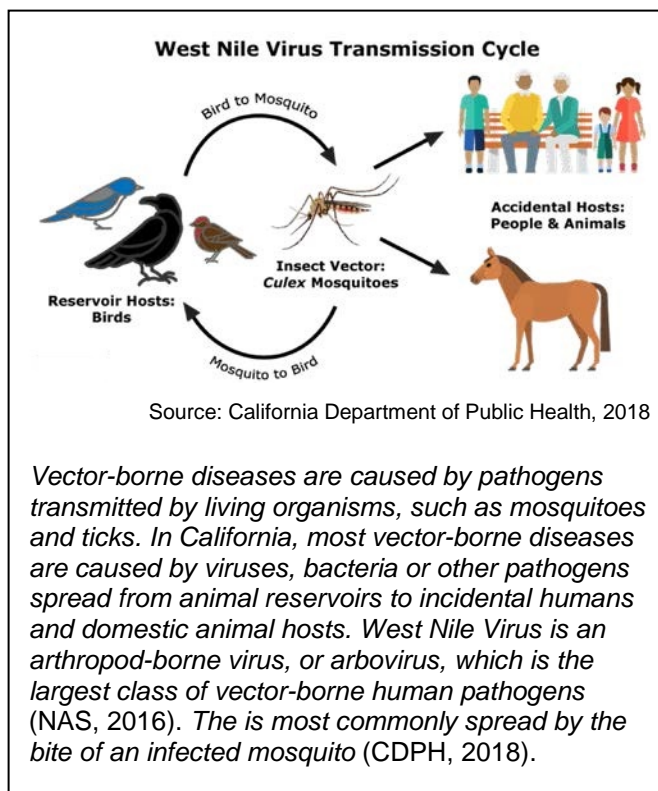 West Nile Virus Transmission Cycle
Bird to Mosquito
Reservoir Hosts:
Birds
Insect Vector:
Culex Mosquitoes
Accidental Hosts:
People & Animals
Mosquito to Bird
Source: California Department of Public Health, 2018
Vector-borne diseases are caused by pathogens
transmitted by living organisms, such as mosquitoes
and ticks. In California, most vector-borne diseases
are caused by viruses, bacteria or other pathogens
spread from animal reservoirs to incidental humans
and domestic animal hosts. West Nile Virus is an
arthropod-borne virus, or arbovirus, which is the
largest class of vector-borne human pathogens
(NAS, 2016). The is most commonly spread by the
bite of an infected mosquito (CDPH, 2018).